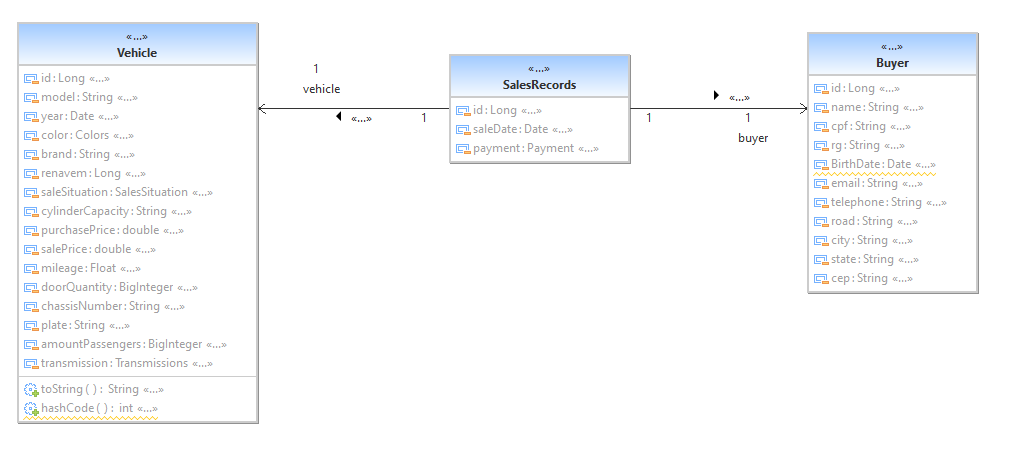 «...»
Vehicle
id: Long «...»
model: String «...»
year: Date «...»
color: Colors «...»
brand: String «...»
renavem: Long «...»
saleSituation: SalesSituation «...»
cylinderCapacity: String «...»
purchasePrice: double «...»
salePrice: double «...»
mileage: Float «...»
doorQuantity: BigInteger «...»
chassisNumber: String «...»
plate: String «...»
amountPassengers: BigInteger «...»
transmission: Transmissions «...»
toString ( ) : String «...»
hashCode ( ) : int «...»
1
vehicle
«...»
1
«...»
SalesRecords
id: Long «...»
saleDate: Date «...»
payment: Payment «...»
1
«...»
1
buyer
«...»
Buyer
id: Long «...»
name: String «...»
cpf: String «...»
rg: String «...»
BirthDate: Date «...»
email: String «...»
telephone: String «...»
road: String «...»
city: String «...»
state: String «...»
cep: String «...»